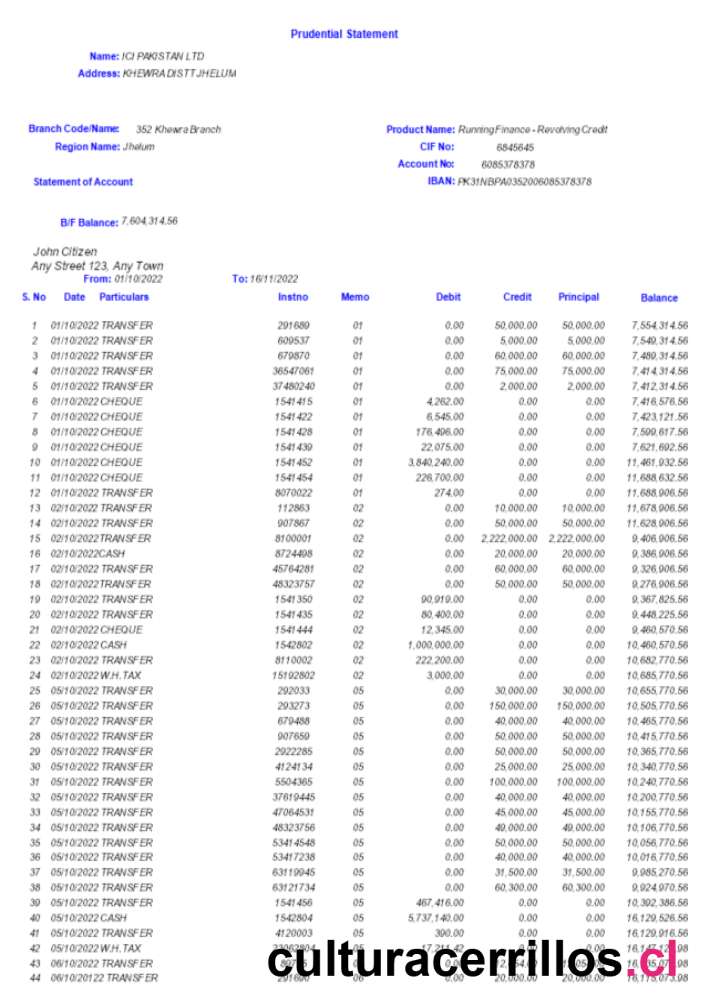 Prudential Statement
Name: ICI PAKISTAN LTD
Address: KHEWRA DISTT JHELUM
Branch Code/Name: 352 Khewra Branch
Product Name: Running Finance - Revolving Credit
Region Name: Jhelum
CIF No: 6845645
Account No: 6085378378
Statement of Account
IBAN: PK31NBPA0352006085378378
B/F Balance: 7,604,314.56
John Citizen
Any Street 123, Any Town
From: 01/10/2022 To: 16/11/2022
S. No Date Particulars Instno Memo Debit Credit Principal Balance
1 01/10/2022 TRANSFER 291689 01 0.00 50,000.00 50,000.00 7,554,314.56
2 01/10/2022 TRANSFER 609537 01 0.00 5,000.00 5,000.00 7,549,314.56
3 01/10/2022 TRANSFER 679870 01 0.00 60,000.00 60,000.00 7,489,314.56
4 01/10/2022 TRANSFER 36547061 01 0.00 75,000.00 75,000.00 7,414,314.56
5 01/10/2022 TRANSFER 37480240 01 0.00 2,000.00 2,000.00 7,412,314.56
6 01/10/2022 CHEQUE 1541415 01 4,262.00 0.00 0.00 7,416,576.56
7 01/10/2022 CHEQUE 1541422 01 6,545.00 0.00 0.00 7,423,121.56
8 01/10/2022 CHEQUE 1541428 01 176,496.00 0.00 0.00 7,599,617.56
9 01/10/2022 CHEQUE 1541439 01 22,075.00 0.00 0.00 7,621,692.56
10 01/10/2022 CHEQUE 1541452 01 3,840,240.00 0.00 0.00 11,461,932.56
11 01/10/2022 CHEQUE 1541454 01 226,700.00 0.00 0.00 11,688,632.56
12 01/10/2022 TRANSFER 8070022 01 274.00 0.00 0.00 11,688,906.56
13 02/10/2022 TRANSFER 112863 02 0.00 10,000.00 10,000.00 11,678,906.56
14 02/10/2022 TRANSFER 907867 02 0.00 50,000.00 50,000.00 11,628,906.56
15 02/10/2022TRANSFER 8100001 02 0.00 2,222,000.00 2,222,000.00 9,406,906.56
16 02/10/2022CASH 8724498 02 0.00 20,000.00 20,000.00 9,386,906.56
17 02/10/2022 TRANSFER 45764281 02 0.00 60,000.00 60,000.00 9,326,906.56
18 02/10/2022TRANSFER 48323757 02 0.00 50,000.00 50,000.00 9,276,906.56
19 02/10/2022 TRANSFER 1541350 02 90,919.00 0.00 0.00 9,367,825.56
20 02/10/2022 TRANSFER 1541435 02 80,400.00 0.00 0.00 9,448,225.56
21 02/10/2022 CHEQUE 1541444 02 12,345.00 0.00 0.00 9,460,570.56
22 02/10/2022 CASH 1542802 02 1,000,000.00 0.00 0.00 10,460,570.56
23 02/10/2022 TRANSFER 8110002 02 222,200.00 0.00 0.00 10,682,770.56
24 02/10/2022 W.H. TAX 15192802 02 3,000.00 0.00 0.00 10,685,770.56
25 05/10/2022 TRANSFER 292033 05 0.00 30,000.00 30,000.00 10,655,770.56
26 05/10/2022 TRANSFER 293273 05 0.00 150,000.00 150,000.00 10,505,770.56
27 05/10/2022 TRANSFER 679488 05 0.00 40,000.00 40,000.00 10,465,770.56
28 05/10/2022 TRANSFER 907659 05 0.00 50,000.00 50,000.00 10,415,770.56
29 05/10/2022 TRANSFER 2922285 05 0.00 50,000.00 50,000.00 10,365,770.56
30 05/10/2022 TRANSFER 4124134 05 0.00 25,000.00 25,000.00 10,340,770.56
31 05/10/2022 TRANSFER 5504365 05 0.00 100,000.00 100,000.00 10,240,770.56
32 05/10/2022 TRANSFER 37619445 05 0.00 40,000.00 40,000.00 10,200,770.56
33 05/10/2022 TRANSFER 47064531 05 0.00 45,000.00 45,000.00 10,155,770.56
34 05/10/2022 TRANSFER 48323756 05 0.00 49,000.00 49,000.00 10,106,770.56
35 05/10/2022 TRANSFER 53414548 05 0.00 50,000.00 50,000.00 10,056,770.56
36 05/10/2022 TRANSFER 53417238 05 0.00 40,000.00 40,000.00 10,016,770.56
37 05/10/2022 TRANSFER 63119945 05 0.00 31,500.00 31,500.00 9,985,270.56
38 05/10/2022 TRANSFER 63121734 05 0.00 60,300.00 60,300.00 9,924,970.56
39 05/10/2022 TRANSFER 1541456 05 467,416.00 0.00 0.00 10,392,386.56
40 05/10/2022 CASH 1542804 05 5,737,140.00 0.00 0.00 16,129,526.56
41 05/10/2022 TRANSFER 4120003 05 390.00 0.00 0.00 16,129,916.56
42 05/10/2022 W.H. TAX 05
43 06/10/2022 TRANSFER
44 06/10/20122 TRANSFER 291690 06 0.00 20,000.00 20,000.00 16,115,073.98
culturacerrillos.cl